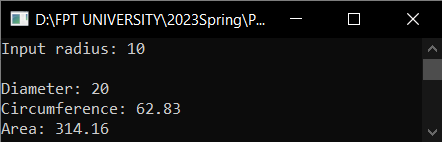 D:\FPT UNIVERSITY\2023Spring\P...
Input radius: 10
Diameter: 20
Circumference: 62.83
Area: 314.16